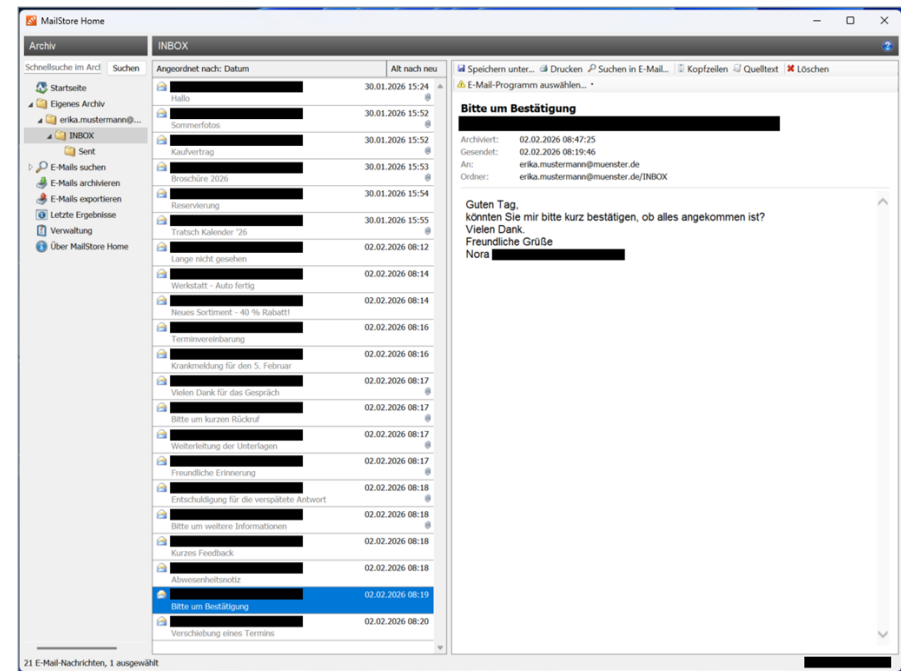 MailStore Home
Archiv
INBOX
Schnellsuche im Arcl Suchen
Startseite
Eigenes Archiv
erika.mustermann@...
INBOX
Sent
E-Mails suchen
E-Mails archivieren
E-Mails exportieren
Letzte Ergebnisse
Verwaltung
Über MailStore Home
Angeordnet nach: Datum Alt nach neu
30.01.2026 15:24
Hallo
30.01.2026 15:52
Sommerfotos
30.01.2026 15:52
Kaufvertrag
30.01.2026 15:53
Broschüre 2026
30.01.2026 15:54
Reservierung
30.01.2026 15:55
Tratsch Kalender '26
02.02.2026 08:12
Lange nicht gesehen
02.02.2026 08:14
Werkstatt - Auto fertig
02.02.2026 08:14
Neues Sortiment - 40 % Rabatt!
02.02.2026 08:16
Terminvereinbarung
02.02.2026 08:16
Krankmeldung für den 5. Februar
02.02.2026 08:17
Vielen Dank für das Gespräch
02.02.2026 08:17
Bitte um kurzen Rückruf
02.02.2026 08:17
Weiterleitung der Unterlagen
02.02.2026 08:17
Freundliche Erinnerung
02.02.2026 08:18
Entschuldigung für die verspätete Antwort
02.02.2026 08:18
Bitte um weitere Informationen
02.02.2026 08:18
Kurzes Feedback
02.02.2026 08:18
Abwesenheitsnotiz
02.02.2026 08:19
Bitte um Bestätigung
02.02.2026 08:20
Verschiebung eines Termins
Speichern unter... Drucken Suchen in E-Mail... Kopfzeilen Quelltext Löschen
E-Mail-Programm auswählen...
Bitte um Bestätigung
Archiviert: 02.02.2026 08:47:25
Gesendet: 02.02.2026 08:19:46
An: erika.mustermann@muenster.de
Ordner: erika.mustermann@muenster.de/INBOX
Guten Tag,
könnten Sie mir bitte kurz bestätigen, ob alles angekommen ist?
Vielen Dank.
Freundliche Grüße
Nora
21 E-Mail-Nachrichten, 1 ausgewählt